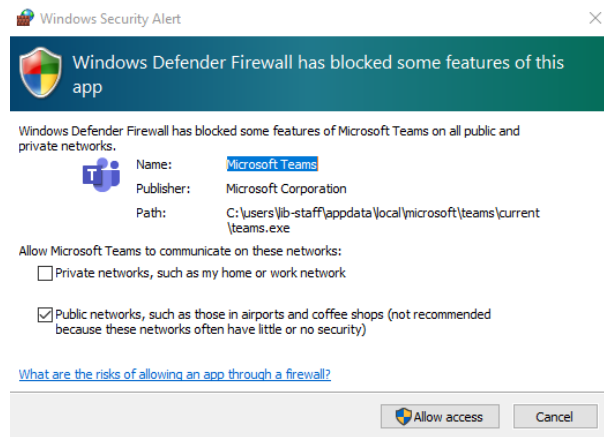 Windows Security Alert
Windows Defender Firewall has blocked some features of this
app
Windows Defender Firewall has blocked some features of Microsoft Teams on all public and
private networks.
T
Name: Microsoft Teams
Publisher: Microsoft Corporation
Path: C:\users\lib-staff\appdata\local\microsoft\teams\current
\teams.exe
Allow Microsoft Teams to communicate on these networks:
Private networks, such as my home or work network
Public networks, such as those in airports and coffee shops (not recommended
because these networks often have little or no security)
What are the risks of allowing an app through a firewall?
Allow access Cancel